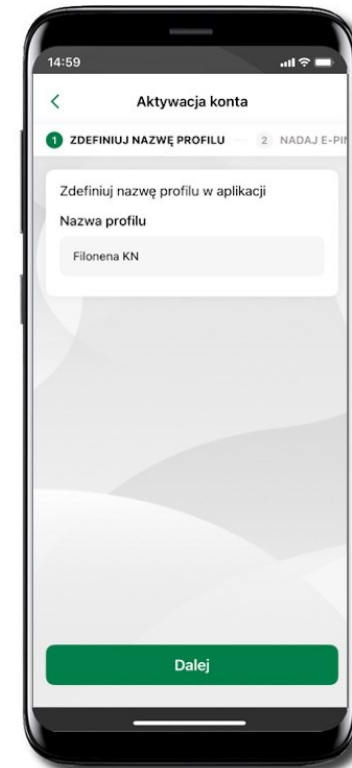 14:59
Aktywacja konta
1 ZDEFINIUJ NAZWĘ PROFILU 2 NADAJ E-PIN
Zdefiniuj nazwę profilu w aplikacji
Nazwa profilu
Filonena KN
Dalej